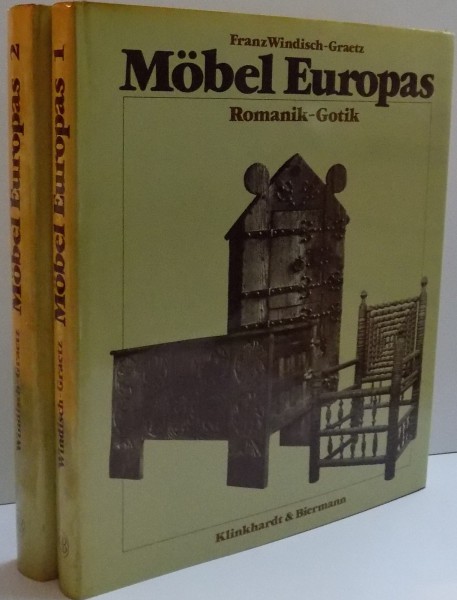 Franz Windisch-Graetz
Möbel Europas
Romanik-Gotik
Klinkhardt & Biermann
Windisch-Graetz Möbel Europas 1
Windisch-Graetz Möbel Europas 2